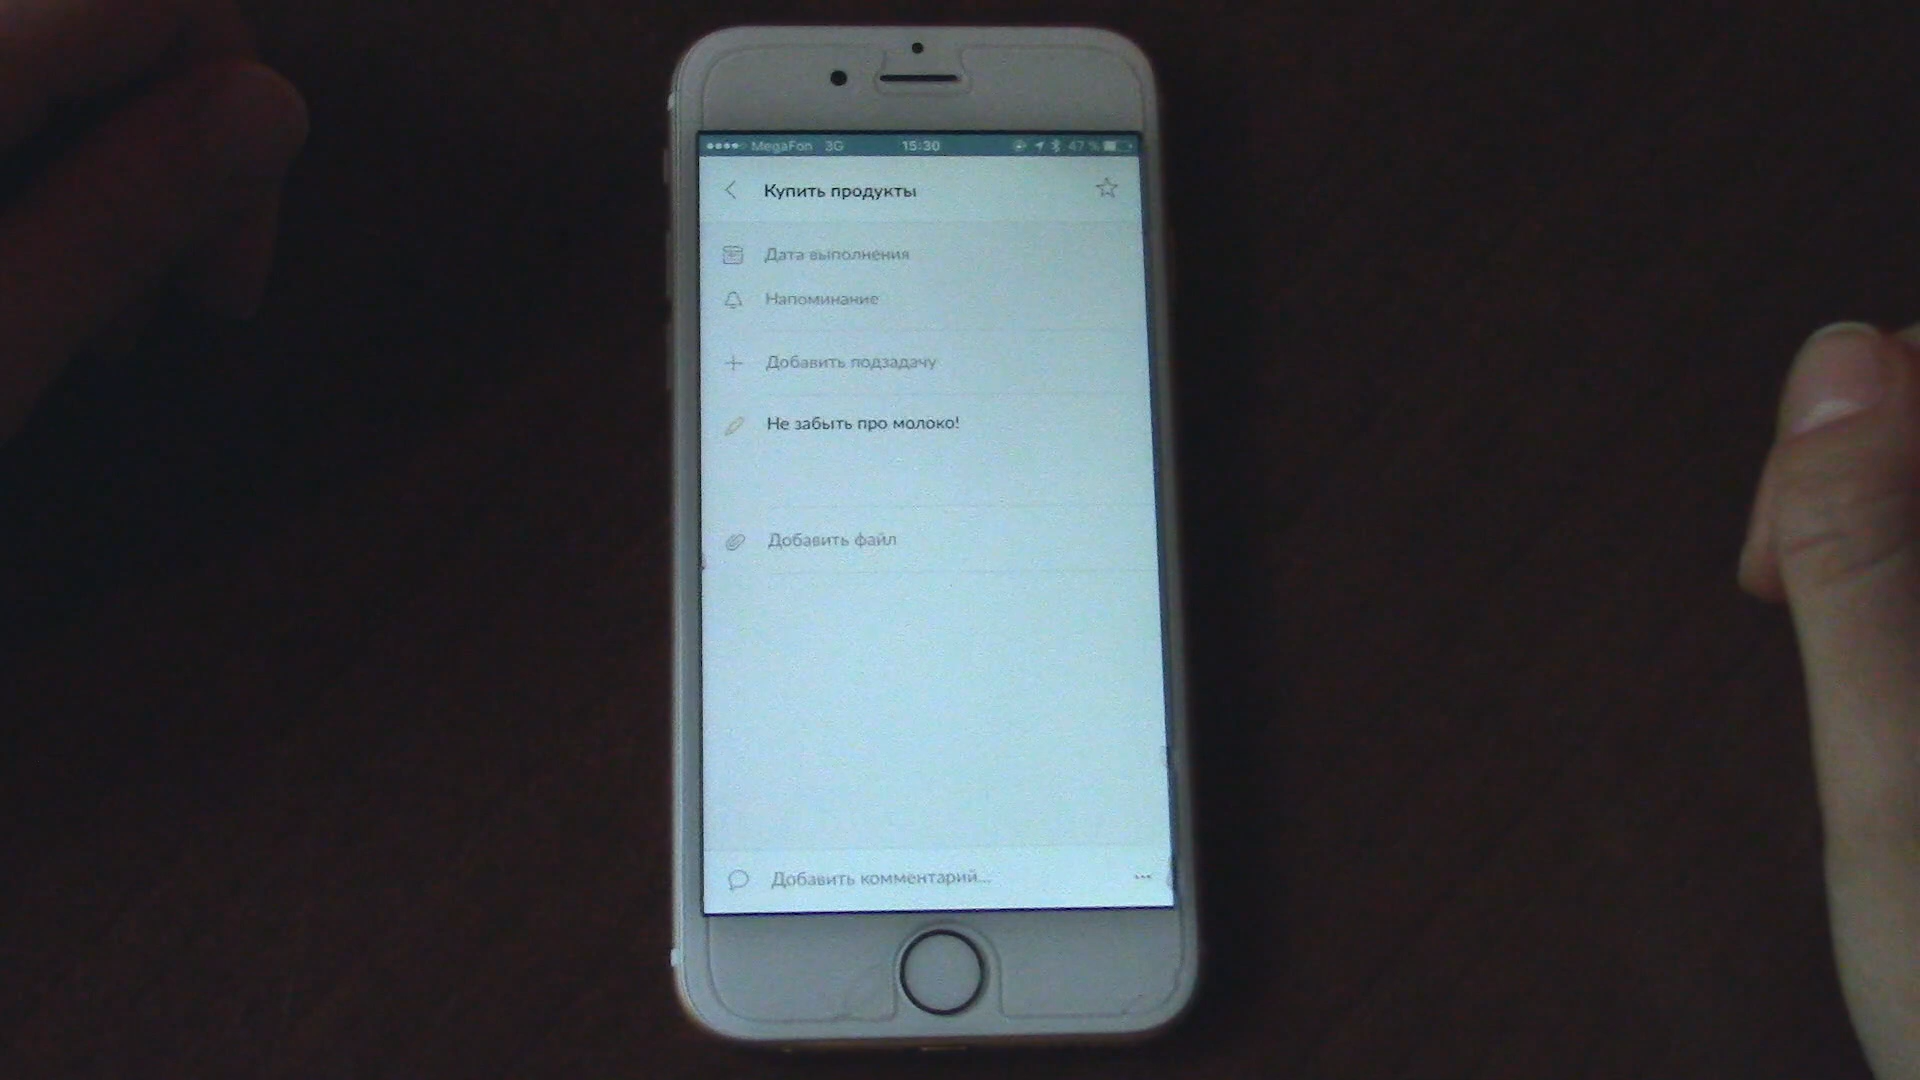 MegaFon 3G 15:30 47 %
Купить продукты
Дата выполнения
Напоминание
Добавить подзадачу
Не забыть про молоко!
Добавить файл
Добавить комментарий...